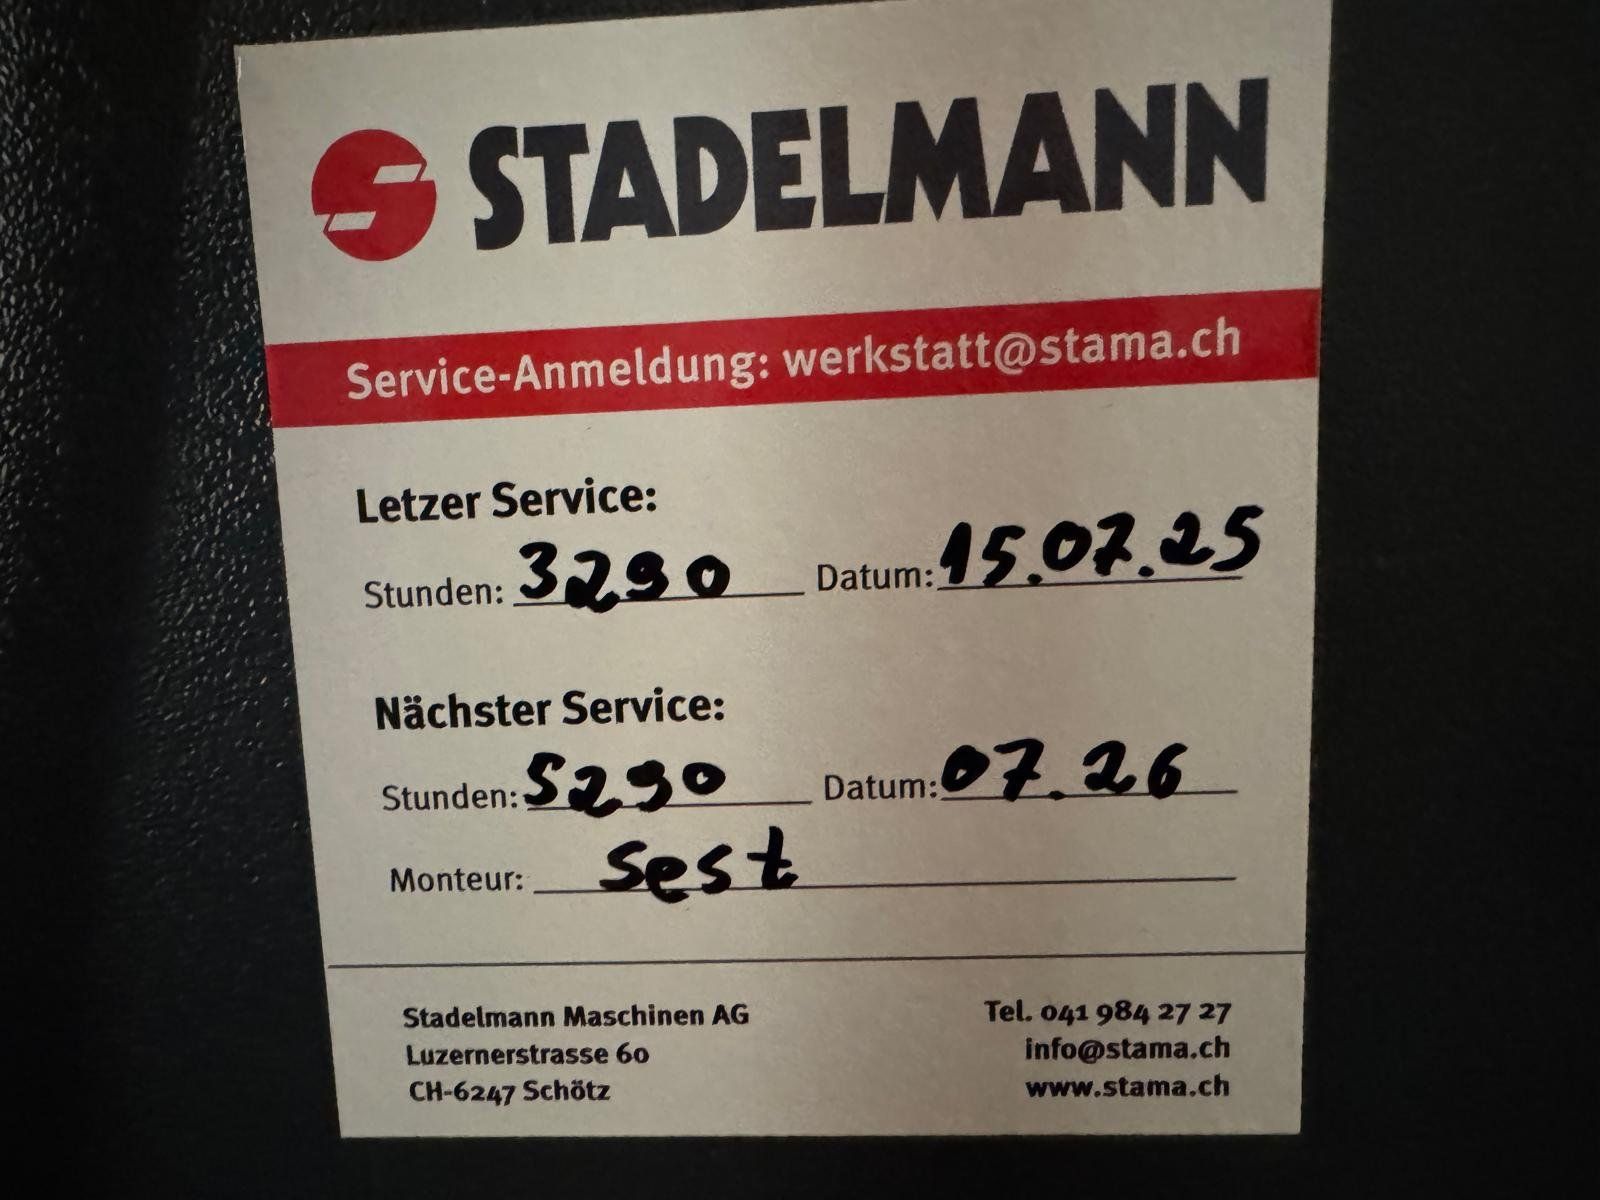 STADELMANN
Service-Anmeldung: werkstatt@stama.ch
Letzer Service:
Stunden: 3290 Datum: 15.07.25
Nächster Service:
Stunden: 5290 Datum: 07.26
Monteur: sest
Stadelmann Maschinen AG
Luzernerstrasse 60
CH-6247 Schötz
Tel. 041 984 27 27
info@stama.ch
www.stama.ch